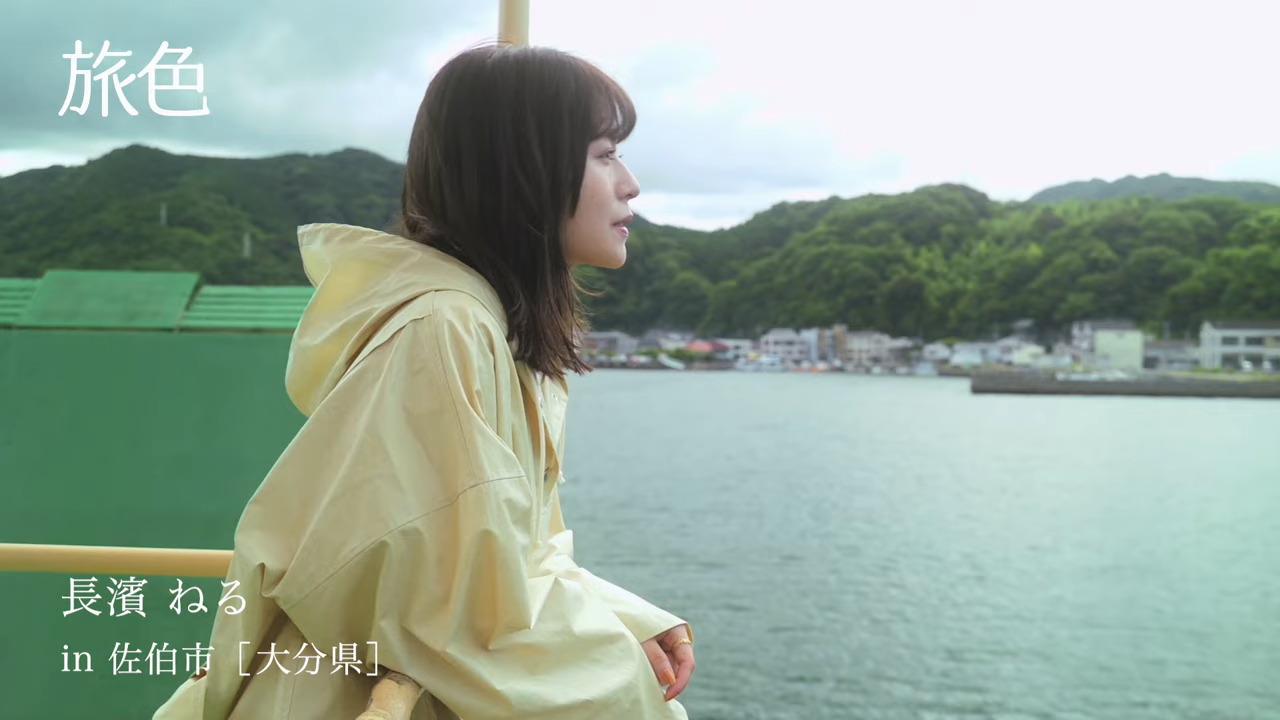 旅色
長濱 ねる
in 佐伯市［大分県］